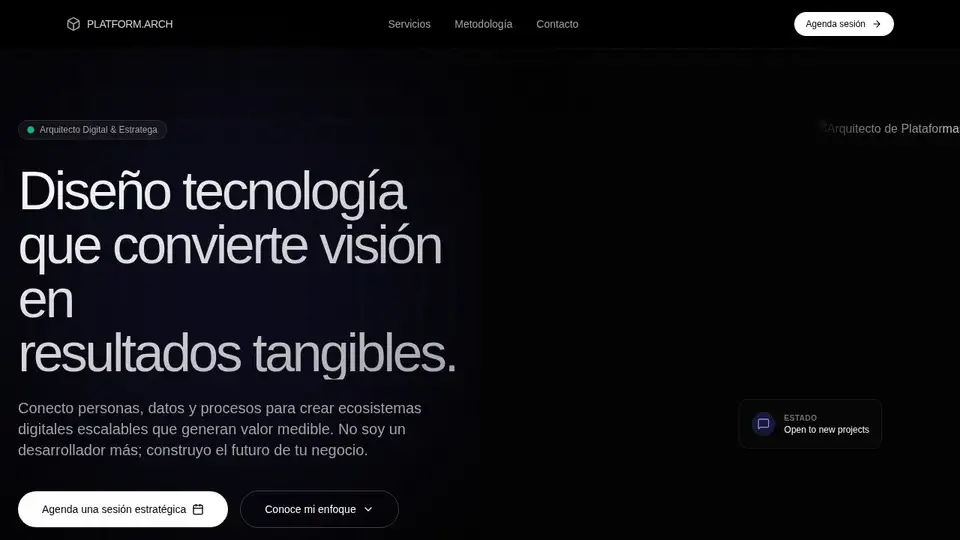 PLATFORM.ARCH
Servicios
Metodología
Contacto
Agenda sesión
Arquitecto Digital & Estratega
Arquitecto de Plataformas
Diseño tecnología
que convierte visión
en
resultados tangibles.
Conecto personas, datos y procesos para crear ecosistemas
digitales escalables que generan valor medible. No soy un
desarrollador más; construyo el futuro de tu negocio.
ESTADO
Open to new projects
Agenda una sesión estratégica
Conoce mi enfoque